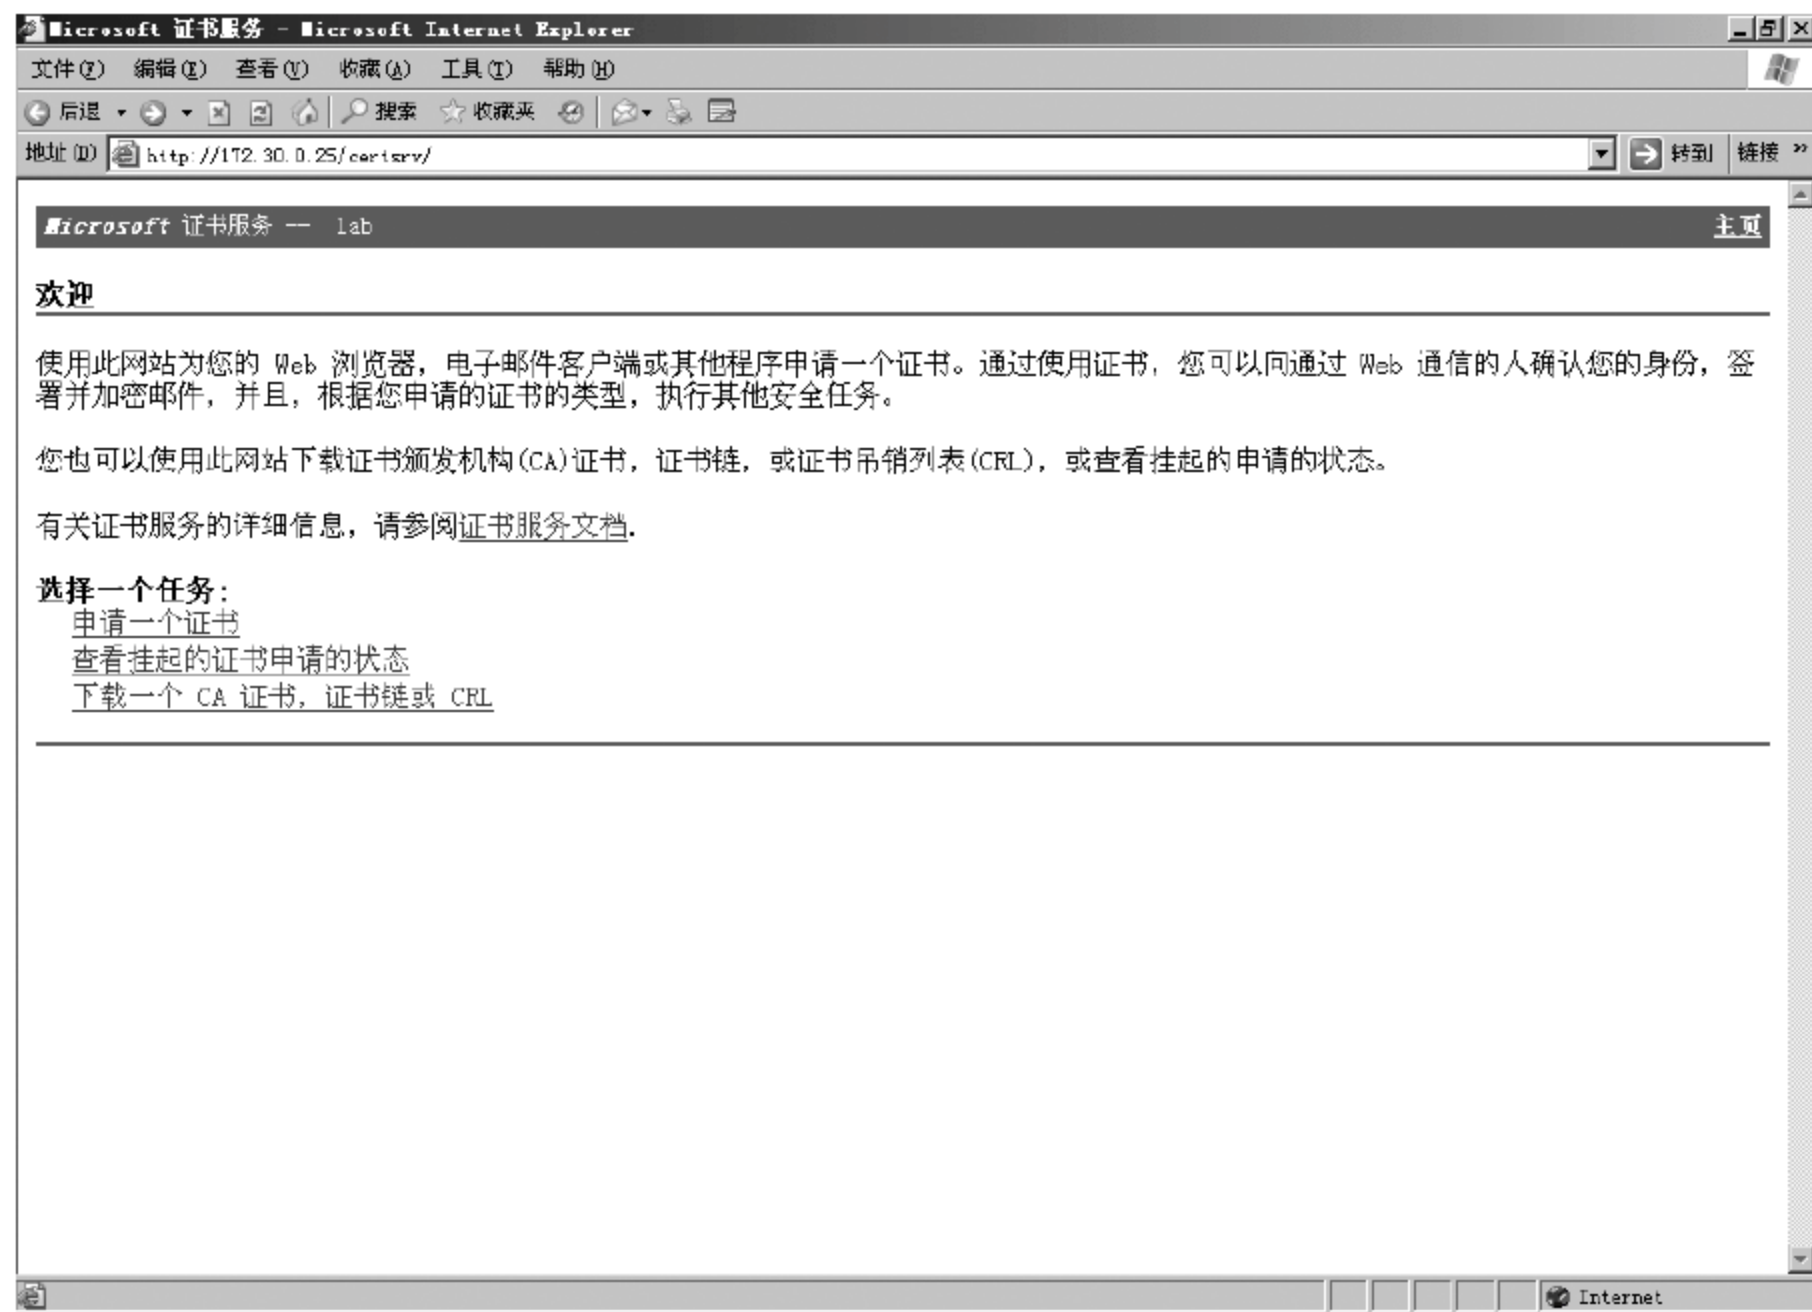 Microsoft 证书服务 - Microsoft Internet Explorer
文件(F) 编辑(E) 查看(V) 收藏(A) 工具(T) 帮助(H)
后退 搜索 收藏夹
地址(D) http://172.30.0.25/certsrv/ 转到 链接 »
Microsoft 证书服务 -- lab 主页
欢迎
使用此网站为您的 Web 浏览器，电子邮件客户端或其他程序申请一个证书。通过使用证书，您可以向通过 Web 通信的人确认您的身份，签
署并加密邮件，并且，根据您申请的证书的类型，执行其他安全任务。
您也可以使用此网站下载证书颁发机构(CA)证书，证书链，或证书吊销列表(CRL)，或查看挂起的申请的状态。
有关证书服务的详细信息，请参阅证书服务文档.
选择一个任务:
申请一个证书
查看挂起的证书申请的状态
下载一个 CA 证书，证书链或 CRL
Internet